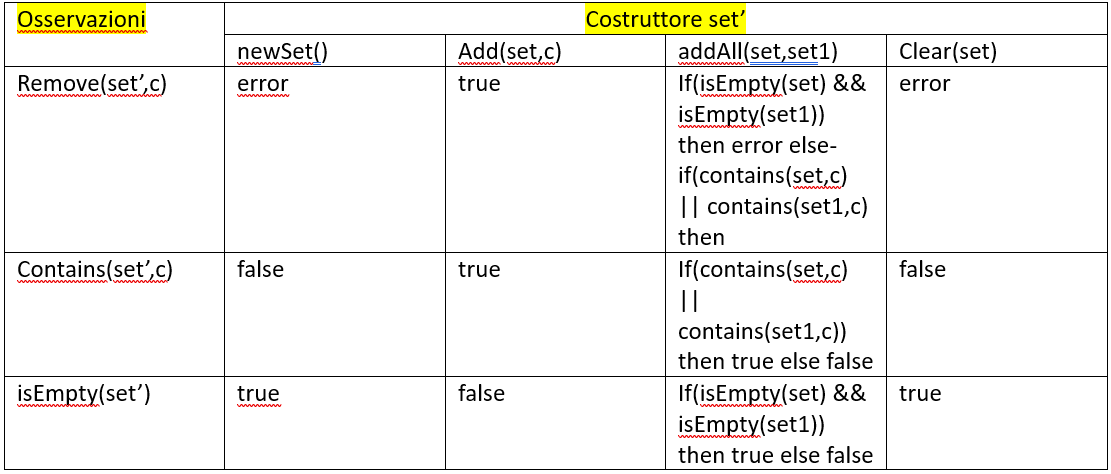 Osservazioni
Costruttore set’
newSet()
Add(set,c)
addAll(set,set1)
Clear(set)
Remove(set’,c)
error
true
If(isEmpty(set) &&
isEmpty(set1))
then error else-
if(contains(set,c)
|| contains(set1,c)
then
error
Contains(set’,c)
false
true
If(contains(set,c)
||
contains(set1,c))
then true else false
false
isEmpty(set’)
true
false
If(isEmpty(set) &&
isEmpty(set1))
then true else false
true